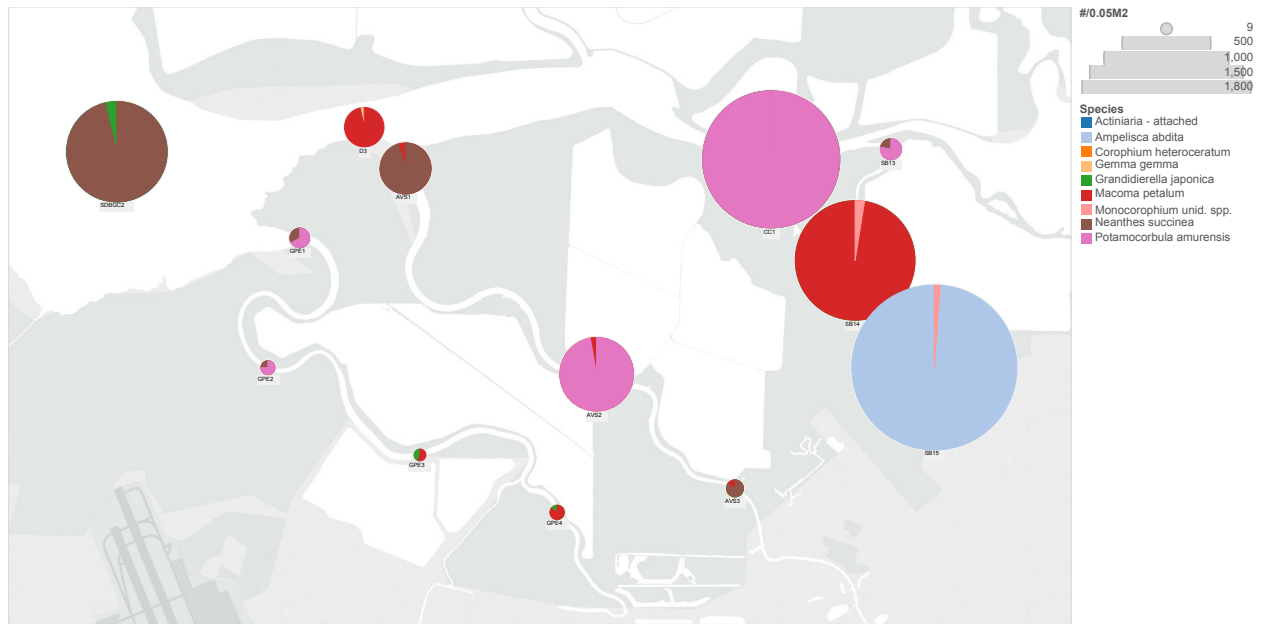 #/0.05M2
9
500
1,000
1,500
1,800
Species
Actiniaria - attached
Ampelisca abdita
Corophium heteroceratum
Gemma gemma
Grandidierella japonica
Macoma petalum
Monocorophium unid. spp.
Neanthes succinea
Potamocorbula amurensis
D3
SB13
AVS1
SDBGC2
CC1
GPE1
SB14
GPE2
AVS2
SB15
GPE3
AVS3
GPE4